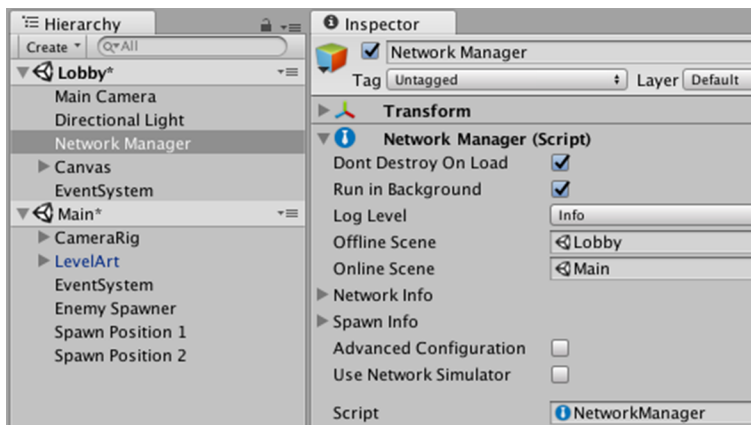 Hierarchy
Create
All
Lobby*
Main Camera
Directional Light
Network Manager
Canvas
EventSystem
Main*
CameraRig
LevelArt
EventSystem
Enemy Spawner
Spawn Position 1
Spawn Position 2
Inspector
Network Manager
Tag Untagged Layer Default
Transform
Network Manager (Script)
Dont Destroy On Load
Run in Background
Log Level Info
Offline Scene Lobby
Online Scene Main
Network Info
Spawn Info
Advanced Configuration
Use Network Simulator
Script NetworkManager